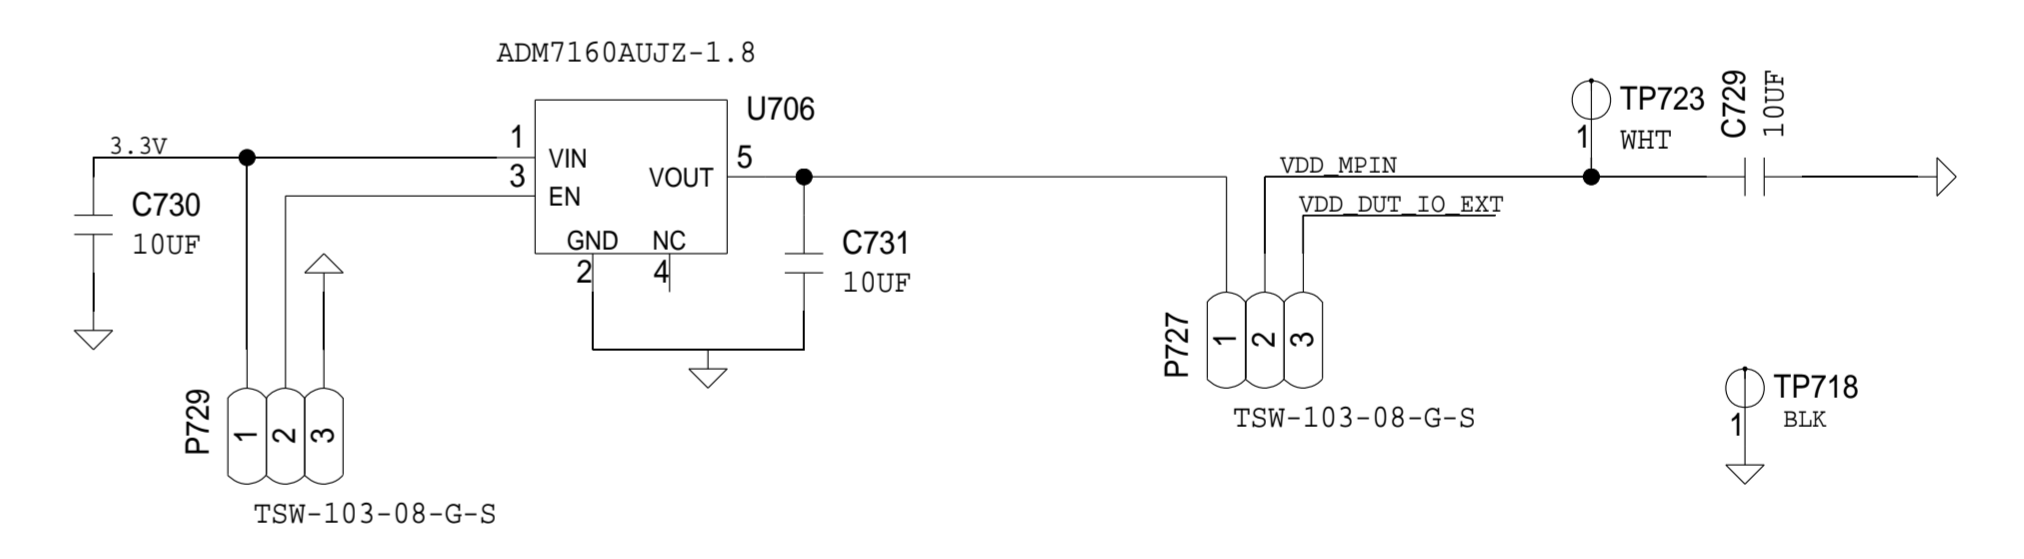 ADM7160AUJZ-1.8
U706
3.3V
1
VIN
3
EN
VOUT
5
GND
NC
2
4
C730
10UF
C731
10UF
P729
1
2
3
TSW-103-08-G-S
VDD_MPIN
VDD_DUT_IO_EXT
P727
1
2
3
TSW-103-08-G-S
TP723
1
WHT
C729
10UF
TP718
1
BLK